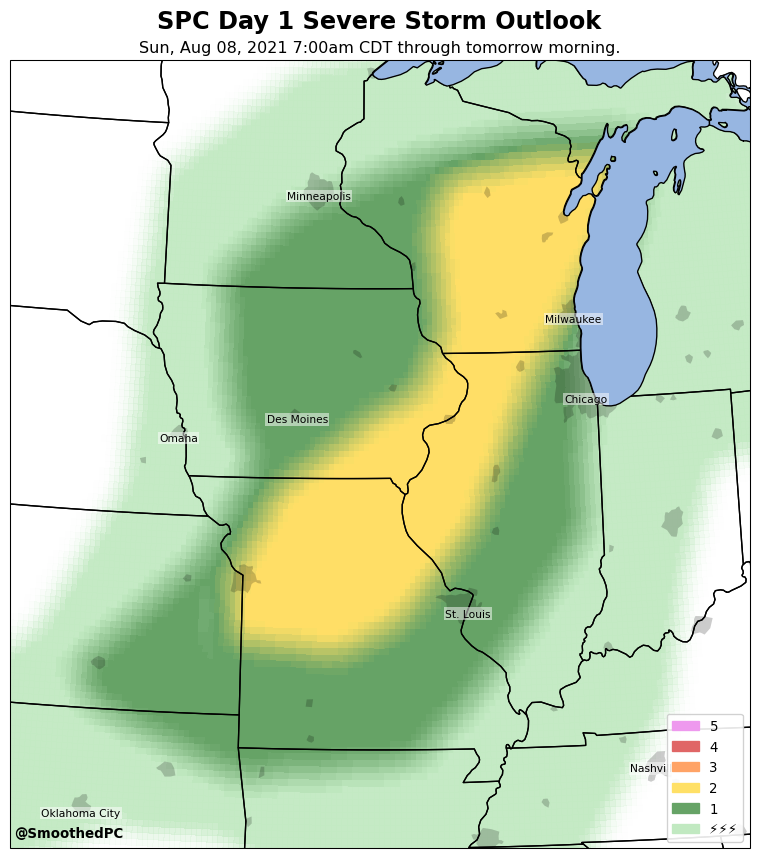 SPC Day 1 Severe Storm Outlook
Sun, Aug 08, 2021 7:00am CDT through tomorrow morning.
Minneapolis
Milwaukee
Chicago
Des Moines
Omaha
St. Louis
5
4
3
Nashvi
2
1
Oklahoma City
⚡⚡⚡
@SmoothedPC